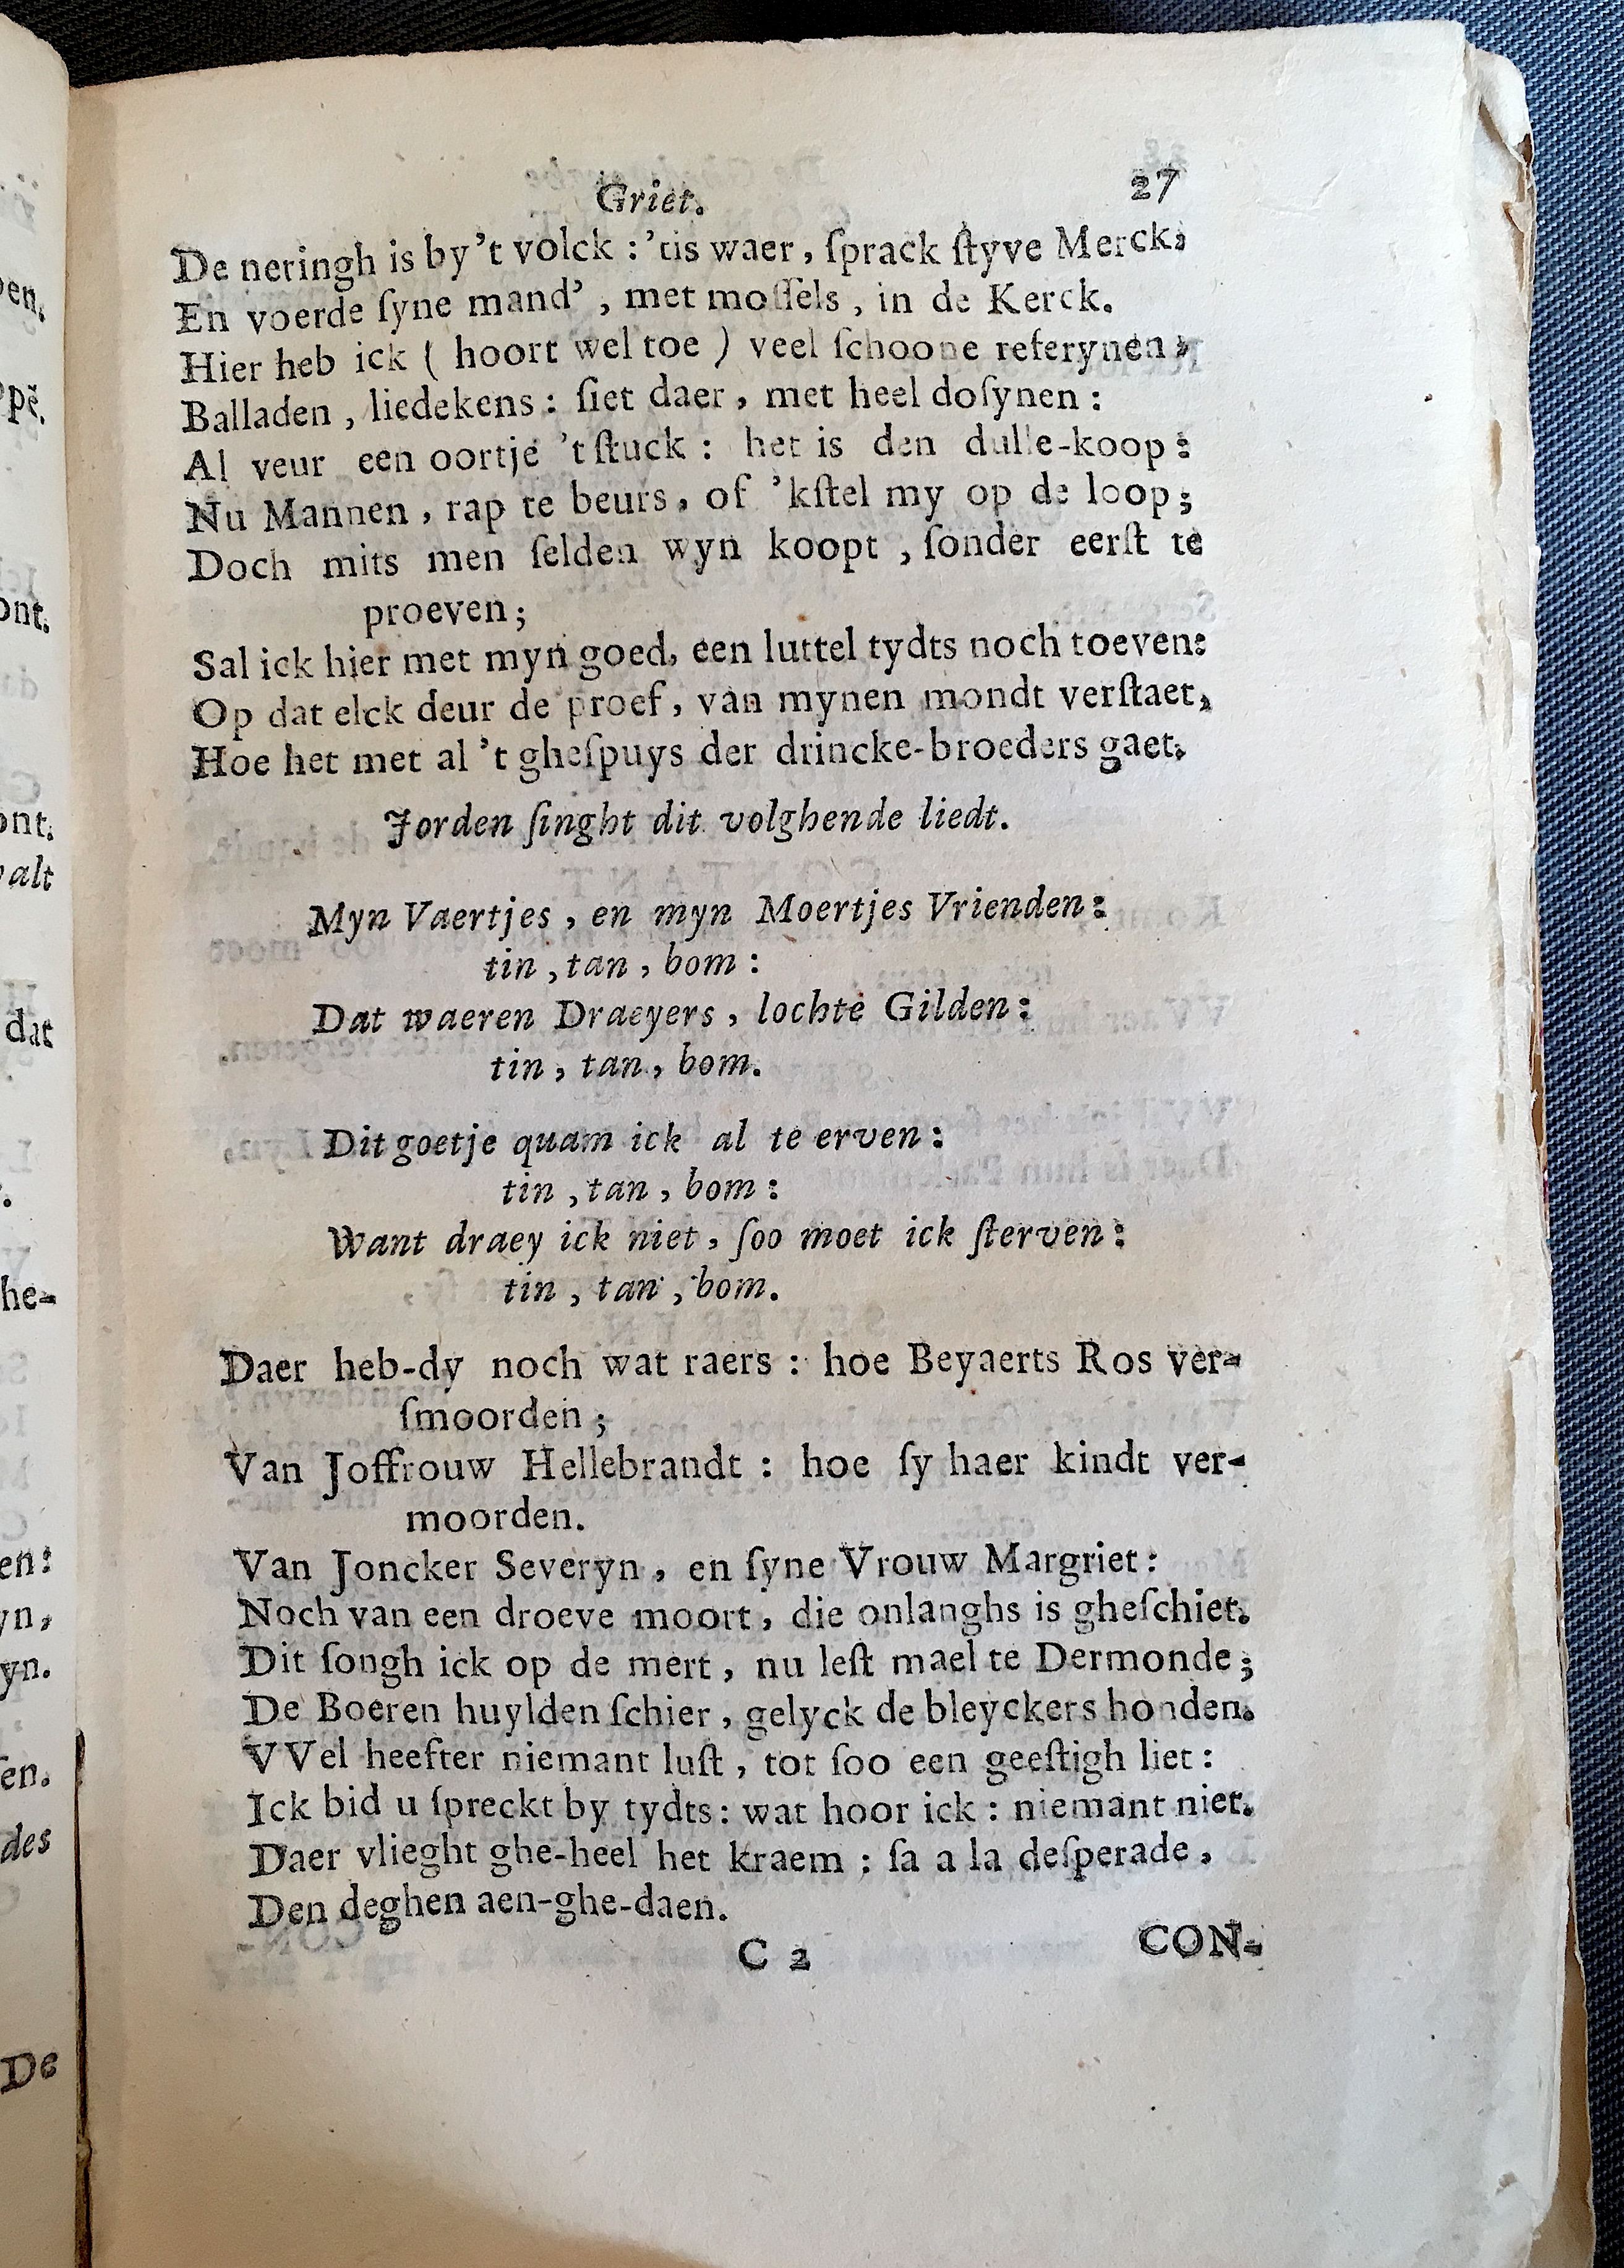 Griet. 27
De neringh is by 't volck : 'tis waer , ſprack ſtyve Merck;
En voerde ſyne mand' , met moſſels , in de Kerck.
Hier heb ick ( hoort wel toe ) veel ſchoone referynen,
Balladen , liedekens : ſiet daer , met heel doſynen :
Al veur een oortje 't ſtuck : het is den dulle-koop :
Nu Mannen , rap te beurs , of 'kſtel my op de loop ;
Doch mits men ſelden wyn koopt , ſonder eerſt te
proeven ;
Sal ick hier met myn goed, een luttel tydts noch toeven:
Op dat elck deur de proef , van mynen mondt verſtaet,
Hoe het met al 't gheſpuys der drincke-broeders gaet.
Jorden ſinght dit volghende liedt.
Myn Vaertjes , en myn Moertjes Vrienden :
tin , tan , bom :
Dat waeren Draeyers , lochte Gilden :
tin , tan , bom.
Dit goetje quam ick al te erven :
tin , tan , bom :
Want draey ick niet , ſoo moet ick ſterven :
tin , tan , bom.
Daer heb-dy noch wat raers : hoe Beyaerts Ros ver-
ſmoorden ;
Van Joffrouw Hellebrandt : hoe ſy haer kindt ver-
moorden.
Van Joncker Severyn , en ſyne Vrouw Margriet :
Noch van een droeve moort , die onlanghs is gheſchiet.
Dit ſongh ick op de mert , nu leſt mael te Dermonde ;
De Boeren huylden ſchier , gelyck de bleyckers honden.
VVel heefter niemant luſt , tot ſoo een geeſtigh liet :
Ick bid u ſpreckt by tydts : wat hoor ick : niemant niet.
Daer vlieght ghe-heel het kraem ; ſa a la deſperade ,
Den deghen aen-ghe-daen.
C 2 CON-